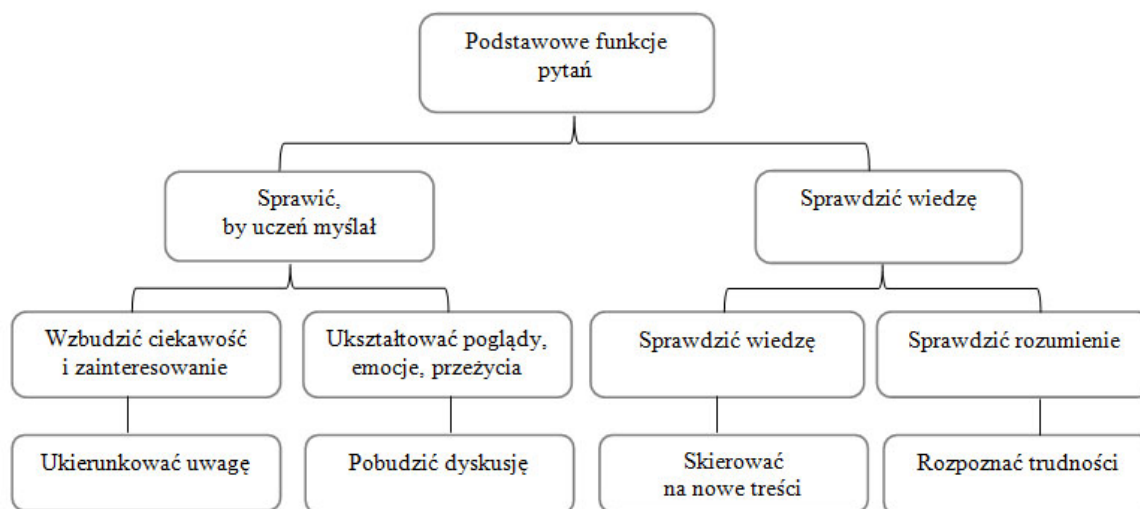 Podstawowe funkcje
pytań
Sprawić,
by uczeń myślał
Sprawdzić wiedzę
Wzbudzić ciekawość
i zainteresowanie
Ukształtować poglądy,
emocje, przeżycia
Sprawdzić wiedzę
Sprawdzić rozumienie
Ukierunkować uwagę
Pobudzić dyskusję
Skierować
na nowe treści
Rozpoznać trudności